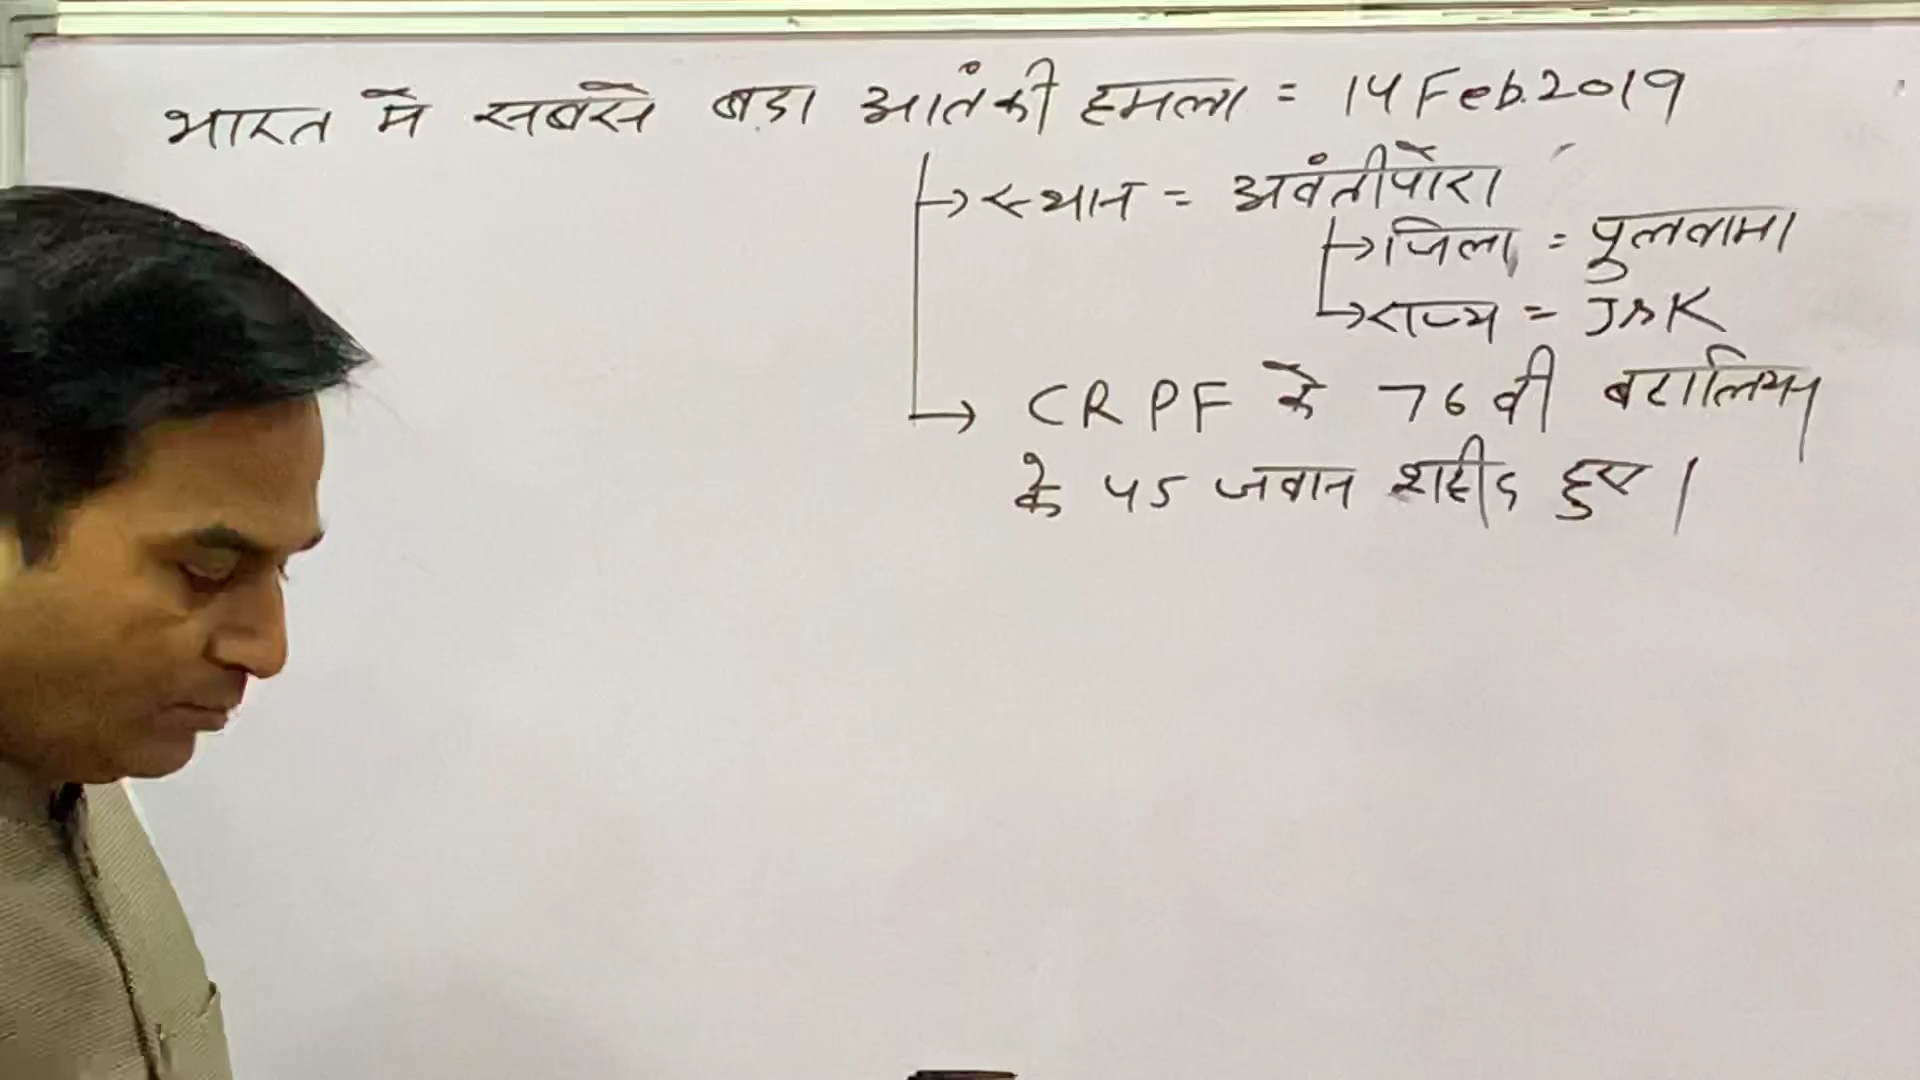 भारत में सबसे बड़ा आतंकी हमला = 14 Feb. 2019
→ स्थान = अवंतीपोरा
→ जिला = पुलवामा
→ राज्य = J&K
→ CRPF के 76 वी बटालियन
के 45 जवान शहीद हुए।